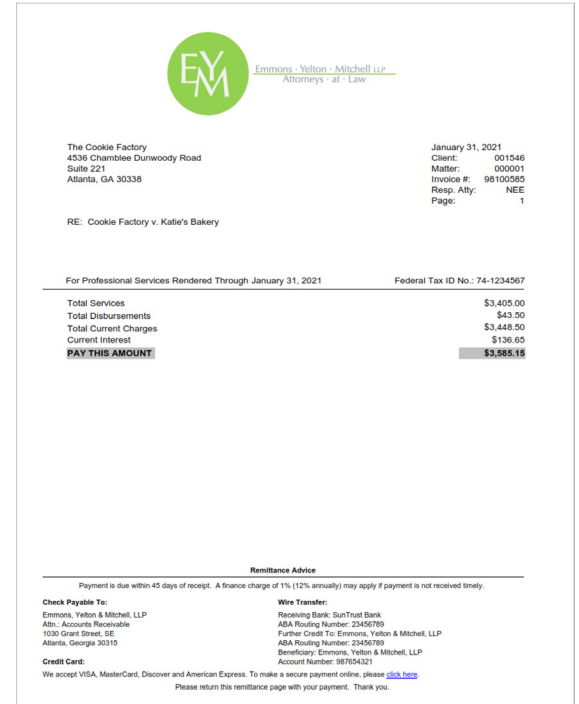 EYM
Emmons · Yelton · Mitchell LLP
Attorneys · at · Law
The Cookie Factory
4536 Chamblee Dunwoody Road
Suite 221
Atlanta, GA 30338
January 31, 2021
Client: 001546
Matter: 000001
Invoice #: 98100585
Resp. Atty: NEE
Page: 1
RE: Cookie Factory v. Katie's Bakery
For Professional Services Rendered Through January 31, 2021 Federal Tax ID No.: 74-1234567
Total Services $3,405.00
Total Disbursements $43.50
Total Current Charges $3,448.50
Current Interest $136.65
PAY THIS AMOUNT $3,585.15
Remittance Advice
Payment is due within 45 days of receipt. A finance charge of 1% (12% annually) may apply if payment is not received timely.
Check Payable To:
Emmons, Yelton & Mitchell, LLP
Attn.: Accounts Receivable
1030 Grant Street, SE
Atlanta, Georgia 30315
Wire Transfer:
Receiving Bank: SunTrust Bank
ABA Routing Number: 23456789
Further Credit To: Emmons, Yelton & Mitchell, LLP
ABA Routing Number: 23456789
Beneficiary: Emmons, Yelton & Mitchell, LLP
Account Number: 987654321
Credit Card:
We accept VISA, MasterCard, Discover and American Express. To make a secure payment online, please click here.
Please return this remittance page with your payment. Thank you.